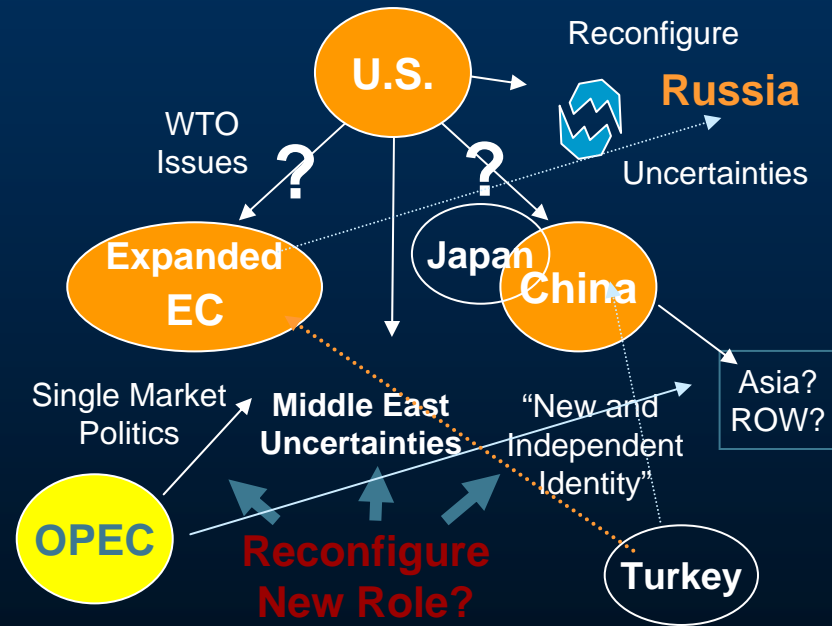 U.S.
Reconfigure
Russia
WTO
Issues
?
?
Uncertainties
Expanded
EC
Japan
China
Single Market
Politics
Middle East
Uncertainties
“New and
Independent
Identity”
Asia?
ROW?
OPEC
Reconfigure
New Role?
Turkey